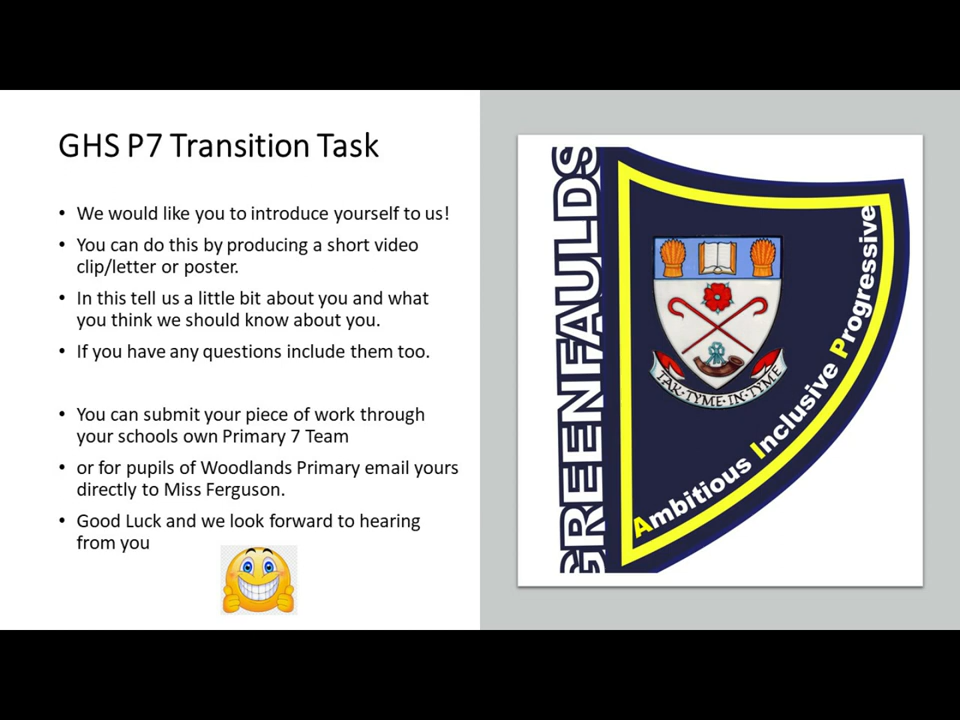 GHS P7 Transition Task
• We would like you to introduce yourself to us!
• You can do this by producing a short video
clip/letter or poster.
• In this tell us a little bit about you and what
you think we should know about you.
• If you have any questions include them too.
• You can submit your piece of work through
your schools own Primary 7 Team
• or for pupils of Woodlands Primary email yours
directly to Miss Ferguson.
• Good Luck and we look forward to hearing
from you
GREENFAULDS
TAK·TYME·IN·TYME
Ambitious Inclusive Progressive